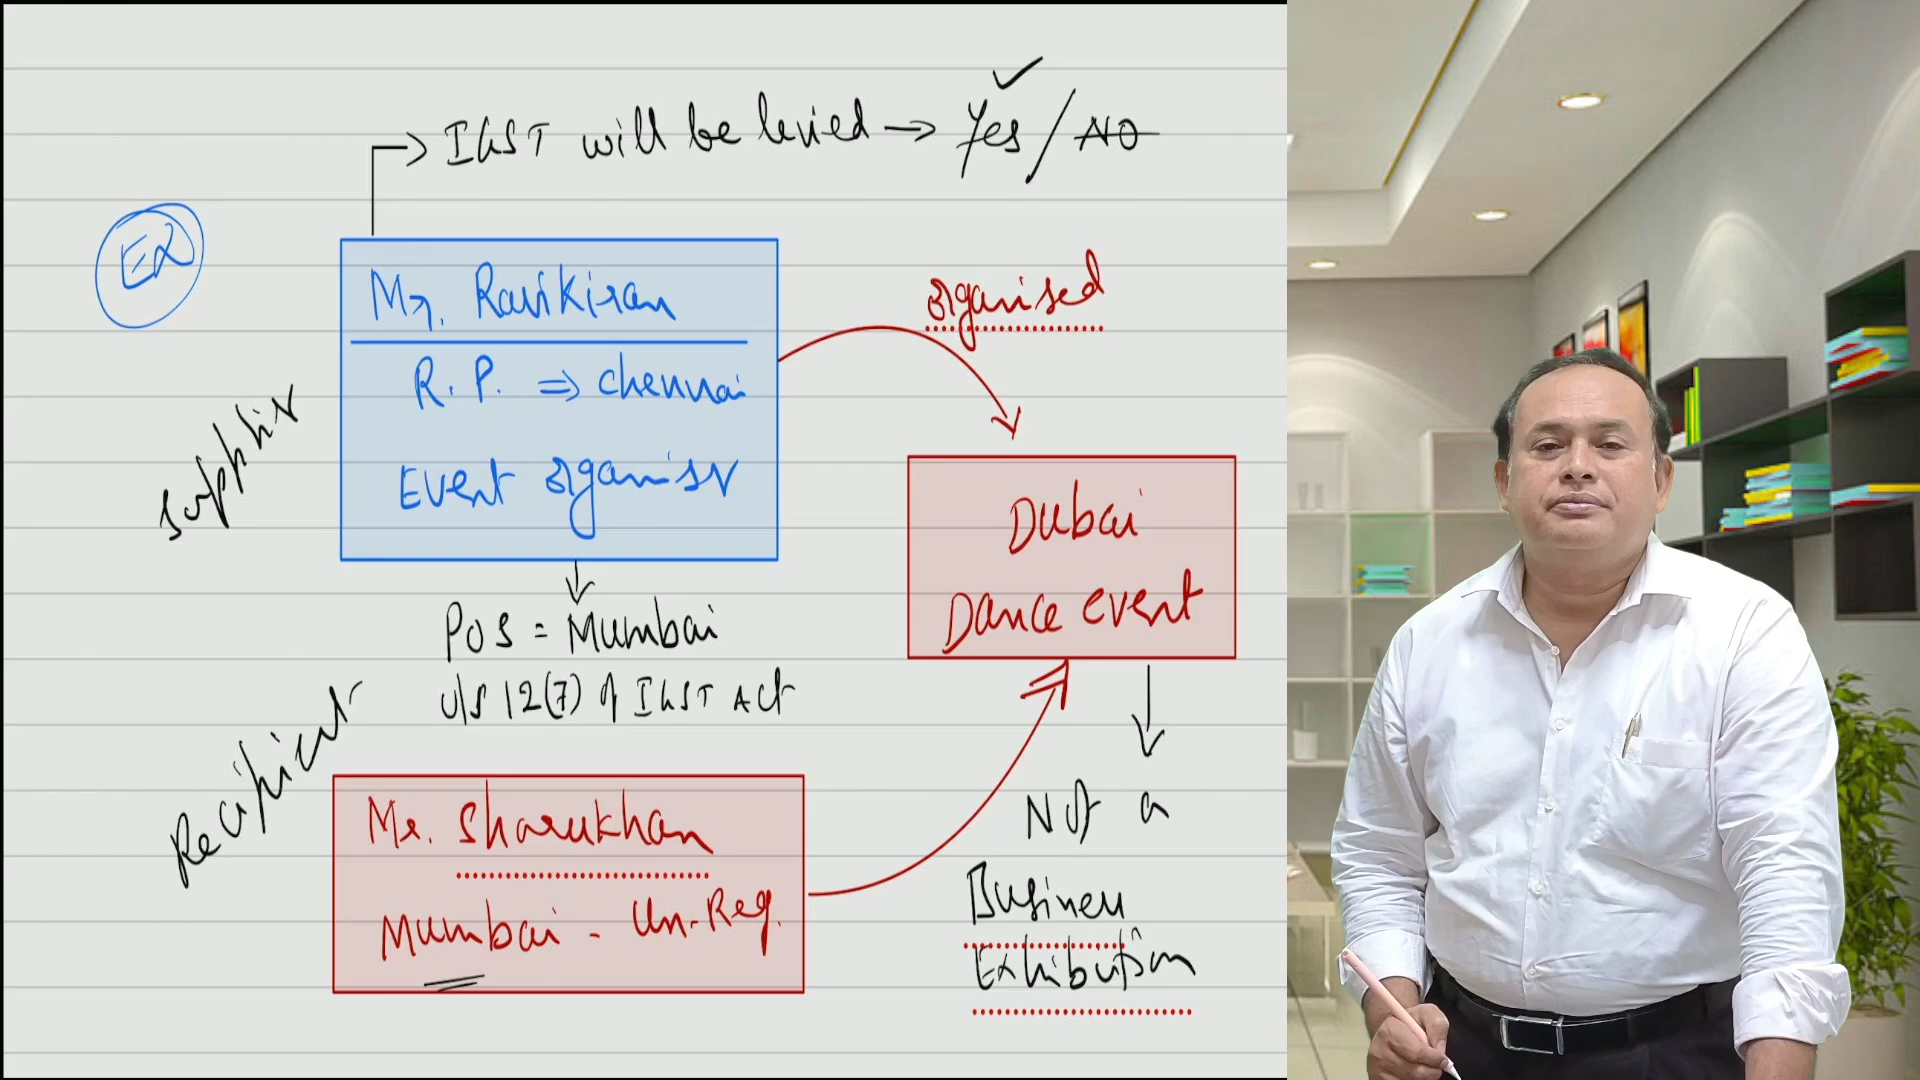 IGST will be levied → Yes / NO
Ex
Mr. Ravikiran
R.P. ⇒ Chennai
Event organiser
Supplier
organised
Dubai
Dance event
POS = Mumbai
u/s 12(7) of IGST Act
Recipient
Mr. Sharukhan
Mumbai - Un-Reg.
Not a
Business
Exhibition